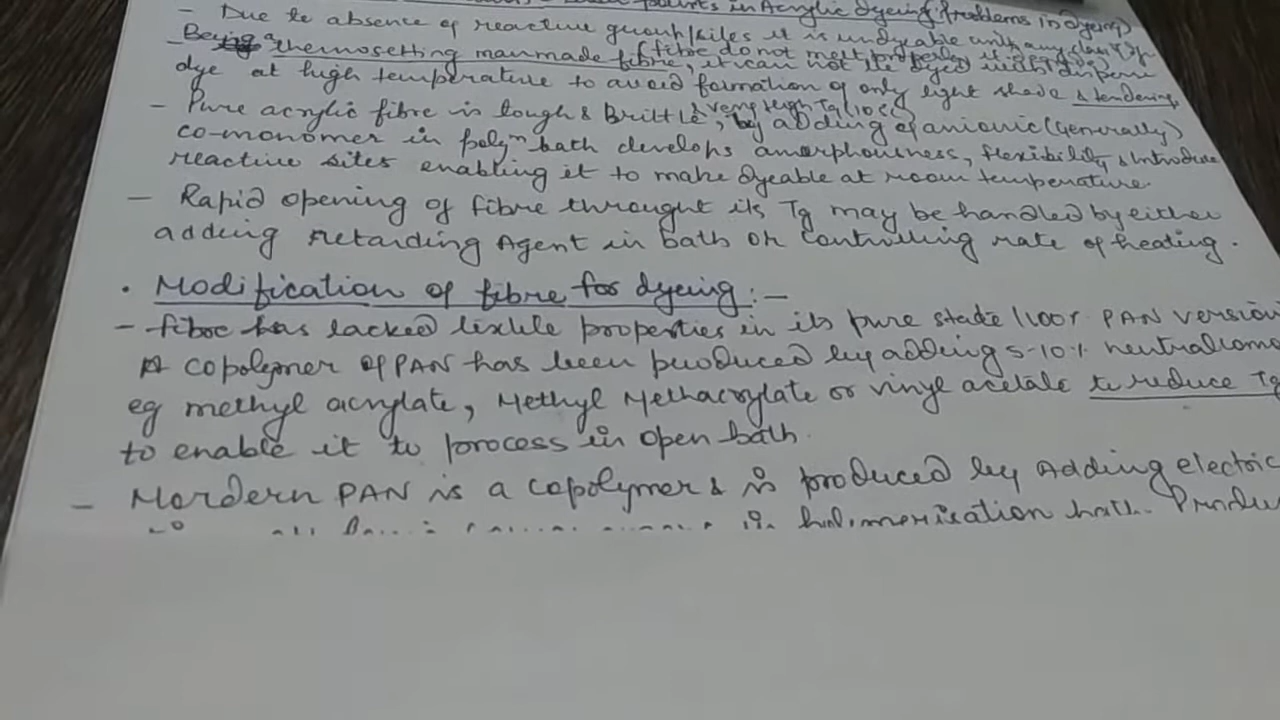 points in Acrylic dyeing (Problems in dyeing)
- Due to absence of reactive group/sites it is undyeable with any class of
- Being a thermosetting manmade fibre, (fibre do not melt properly it can not be dyed with disperse
dye at high temperature to avoid formation of only light shade & tendering
- Pure acrylic fibre is tough & Brittle, & very high Tg (105c) by adding of anionic (Generally)
co-monomer in polyⁿ bath develops amorphousness, flexibility & Introduce
reactive sites enabling it to make dyeable at room temperature.
- Rapid opening of fibre throught its Tg may be handled by either
adding retarding Agent in bath or controlling rate of heating.
• Modification of fibre for dyeing :-
- fibre has lacked textile properties in its pure state (100% PAN version
A copolymer of PAN has been produced by adding 5-10% neutral como
eg methyl acrylate, Methyl Methacrylate or vinyl acetate to reduce Tg
to enable it to process in open bath.
- Mordern PAN is a copolymer & is produced by Adding electric
in polymerisation bath. Produ